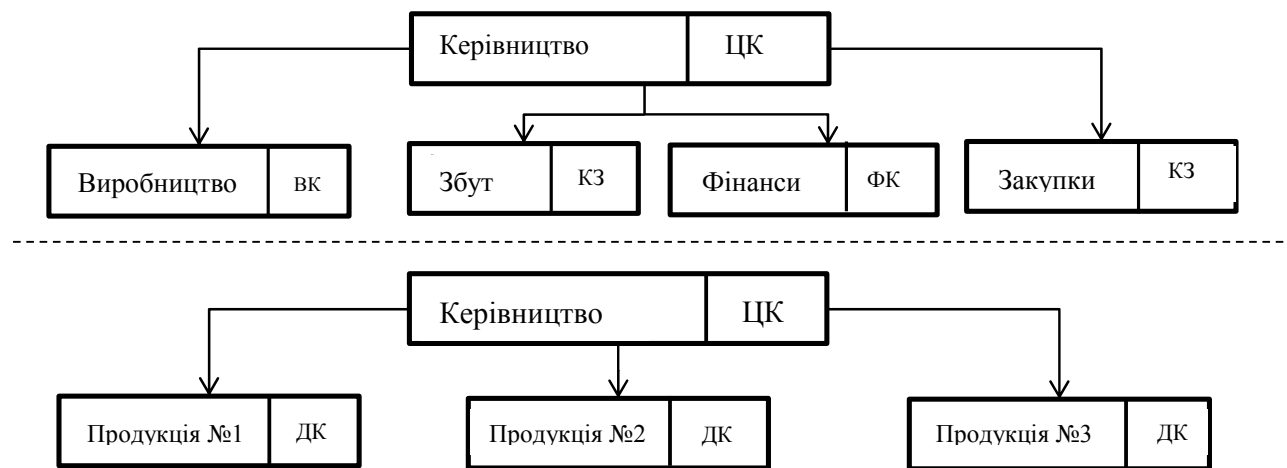 Керівництво ЦК
Виробництво ВК Збут КЗ Фінанси ФК Закупки КЗ
Керівництво ЦК
Продукція №1 ДК Продукція №2 ДК Продукція №3 ДК